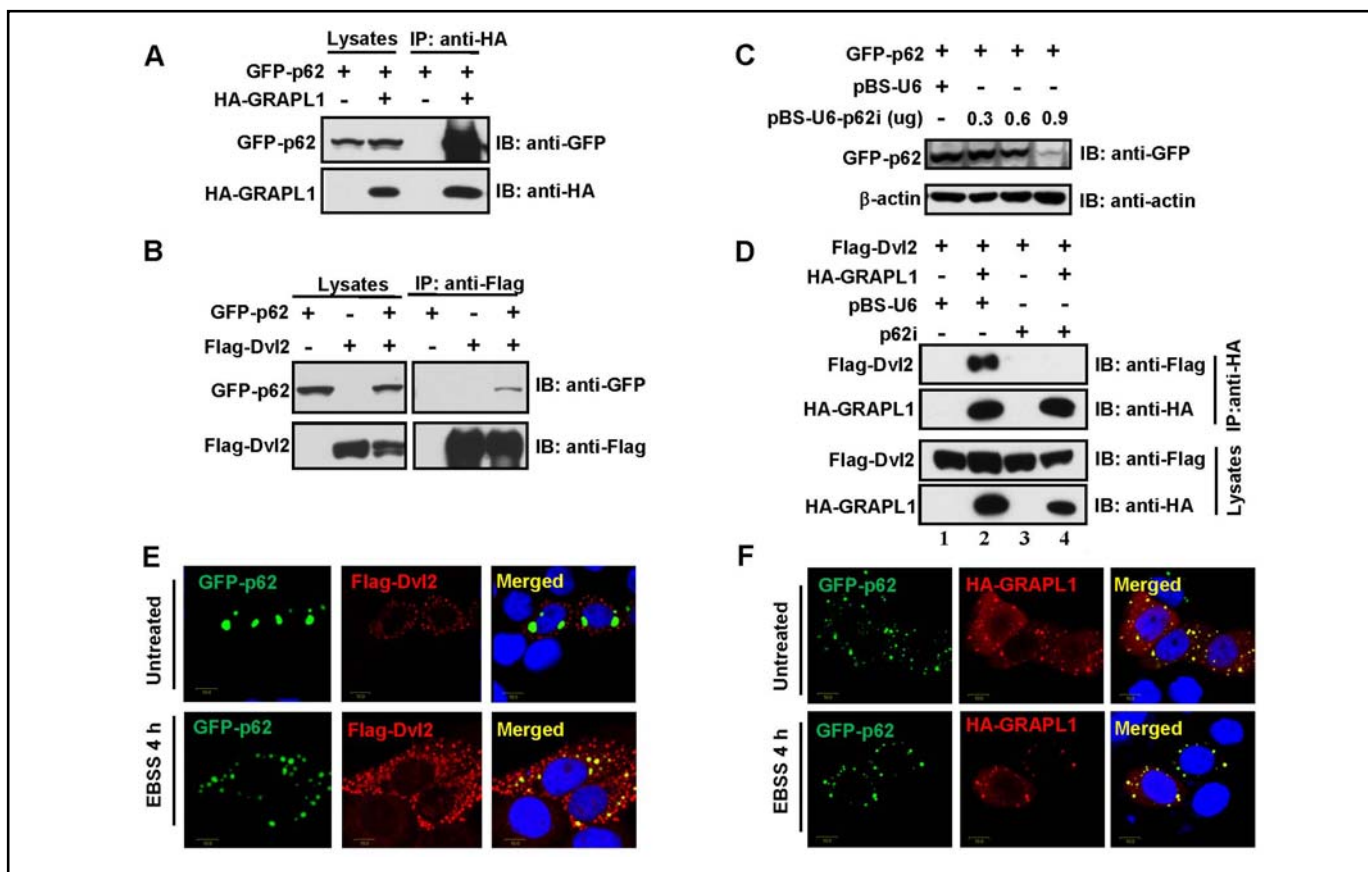 A
Lysates IP: anti-HA
GFP-p62 + + + +
HA-GRAPL1 - + - +
GFP-p62 IB: anti-GFP
HA-GRAPL1 IB: anti-HA
B
Lysates IP: anti-Flag
GFP-p62 + - + + - +
Flag-Dvl2 - + + - + +
GFP-p62 IB: anti-GFP
Flag-Dvl2 IB: anti-Flag
C
GFP-p62 + + + +
pBS-U6 + - - -
pBS-U6-p62i (ug) - 0.3 0.6 0.9
GFP-p62 IB: anti-GFP
β-actin IB: anti-actin
D
Flag-Dvl2 + + + +
HA-GRAPL1 - + - +
pBS-U6 + + - -
p62i - - + +
Flag-Dvl2 IB: anti-Flag
HA-GRAPL1 IB: anti-HA
IP:anti-HA
Flag-Dvl2 IB: anti-Flag
HA-GRAPL1 IB: anti-HA
Lysates
1 2 3 4
E
Untreated
GFP-p62 Flag-Dvl2 Merged
EBSS 4 h
GFP-p62 Flag-Dvl2 Merged
F
Untreated
GFP-p62 HA-GRAPL1 Merged
EBSS 4 h
GFP-p62 HA-GRAPL1 Merged